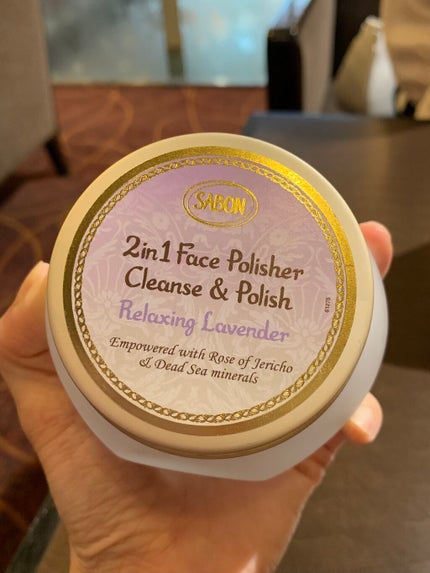 SABON
2in1 Face Polisher
Cleanse & Polish
Relaxing Lavender
Empowered with Rose of Jericho
& Dead Sea minerals